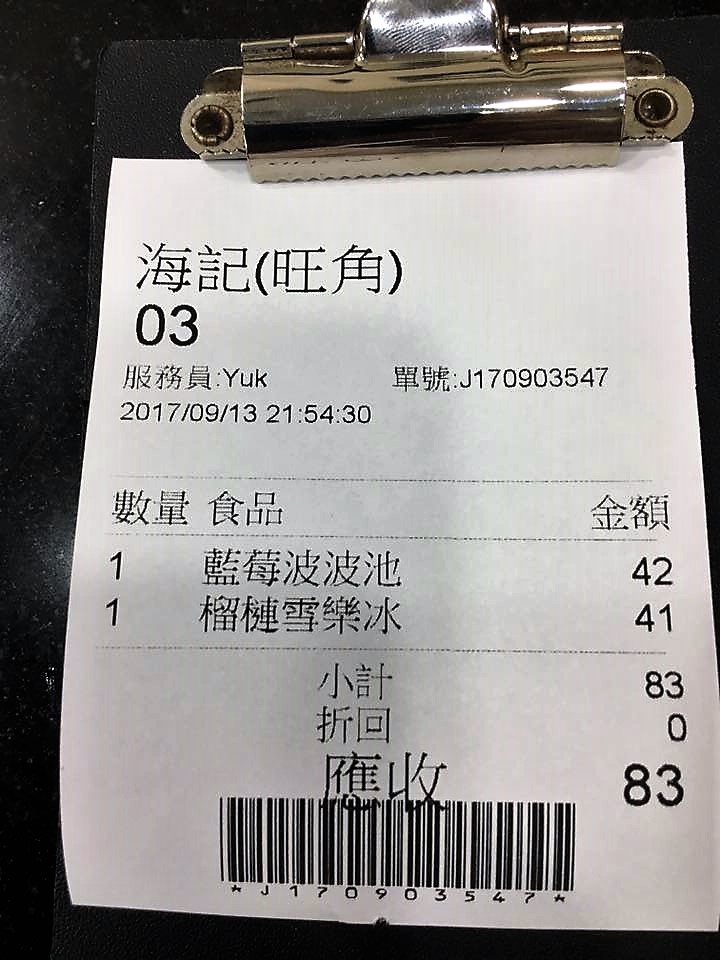 海記(旺角)
03
服務員:Yuk 單號:J170903547
2017/09/13 21:54:30
數量 食品 金額
1 藍莓波波池 42
1 榴槤雪樂冰 41
小計 83
折回 0
應收 83
*J170903547*